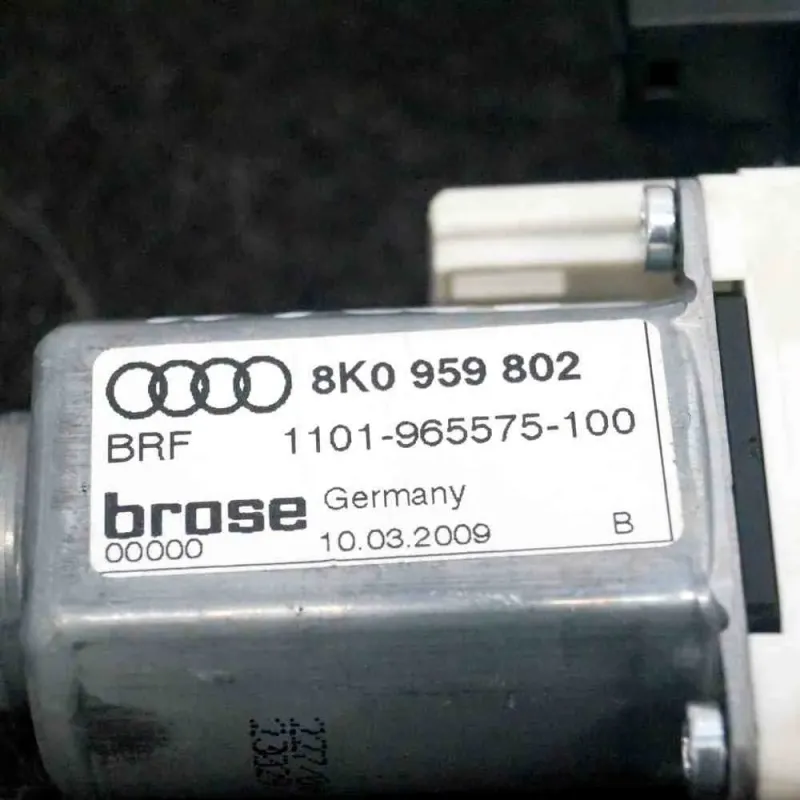 8K0 959 802
BRF 1101-965575-100
brose Germany
00000 10.03.2009 B